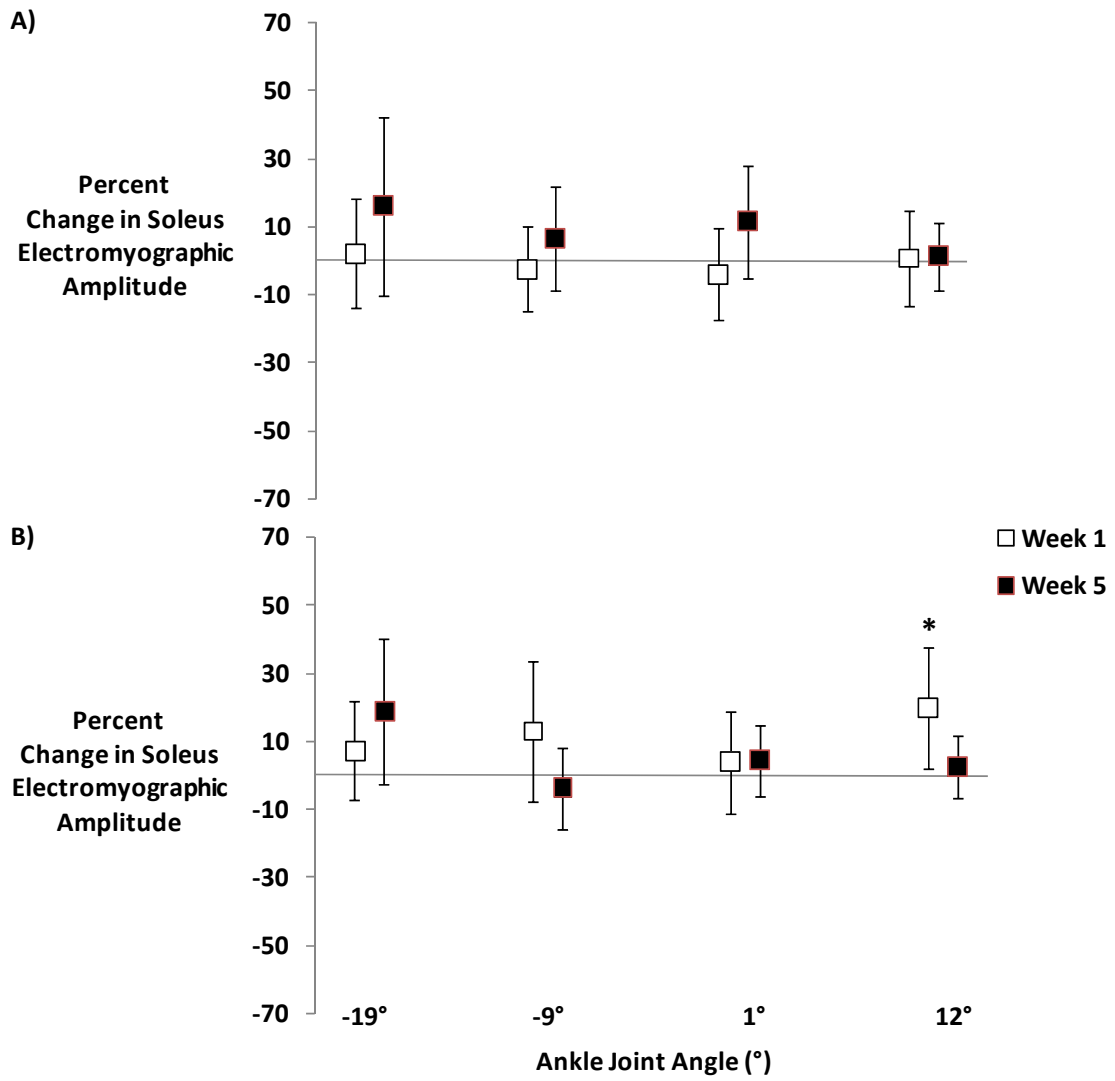 A)
70
50
30
10
-10
-30
-50
-70
Percent
Change in Soleus
Electromyographic
Amplitude
B)
70
50
30
10
-10
-30
-50
-70
Percent
Change in Soleus
Electromyographic
Amplitude
Week 1
Week 5
*
-19° -9° 1° 12°
Ankle Joint Angle (°)